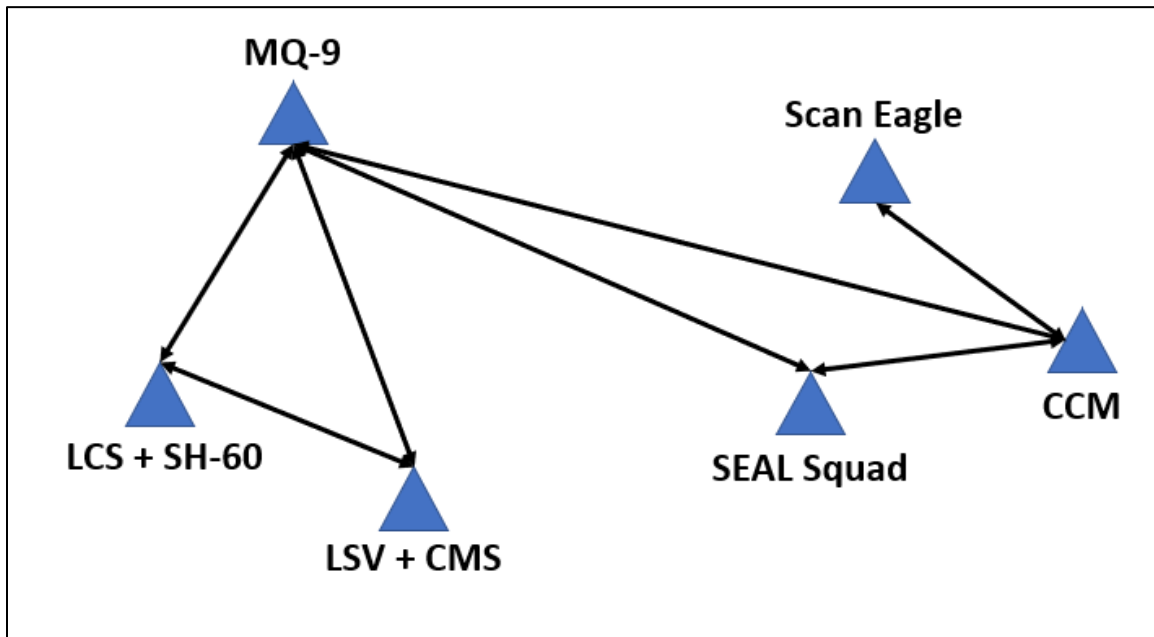 MQ-9
Scan Eagle
CCM
LCS + SH-60
SEAL Squad
LSV + CMS